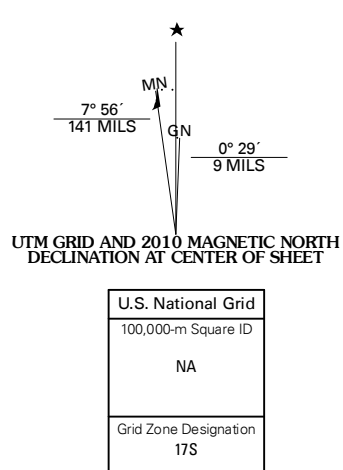 ★
MN
7° 56´
141 MILS
GN
0° 29´
9 MILS
UTM GRID AND 2010 MAGNETIC NORTH
DECLINATION AT CENTER OF SHEET
U.S. National Grid
100,000-m Square ID
NA
Grid Zone Designation
17S